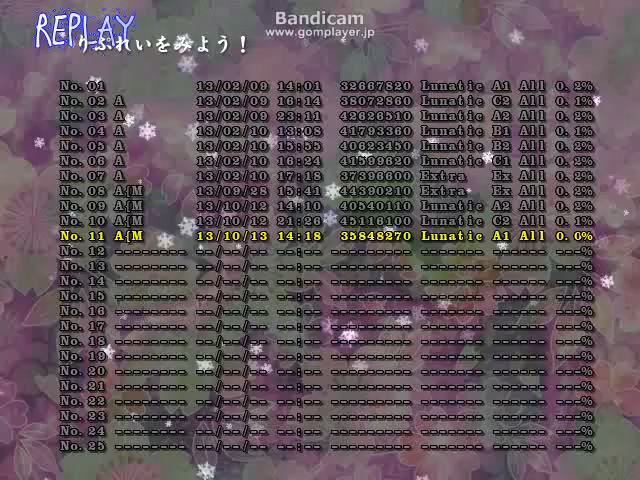 Bandicam
www.gomplayer.jp
REPLAY
りぷれいをみよう！
No. 01 13/02/09 14:01 32667820 Lunatic A1 All 0.2%
No. 02 A 13/02/09 16:14 38072860 Lunatic C2 All 0.1%
No. 03 A 13/02/09 23:11 42626510 Lunatic A2 All 0.2%
No. 04 A 13/02/10 13:08 41793360 Lunatic B1 All 0.1%
No. 05 A 13/02/10 15:55 40623450 Lunatic B2 All 0.2%
No. 06 A 13/02/10 16:24 41509620 Lunatic C1 All 0.2%
No. 07 A 13/02/10 17:18 37396600 Extra Ex All 0.2%
No. 08 A{M 13/09/28 15:41 44390210 Extra Ex All 0.2%
No. 09 A{M 13/10/12 14:10 40540110 Lunatic A2 All 0.2%
No. 10 A{M 13/10/12 21:26 45116100 Lunatic C2 All 0.1%
No. 11 A{M 13/10/13 14:18 35848270 Lunatic A1 All 0.0%
No. 12 -------- --/--/-- --:-- -------- ------- -- --- ---%
No. 13 -------- --/--/-- --:-- -------- ------- -- --- ---%
No. 14 -------- --/--/-- --:-- -------- ------- -- --- ---%
No. 15 -------- --/--/-- --:-- -------- ------- -- --- ---%
No. 16 -------- --/--/-- --:-- -------- ------- -- --- ---%
No. 17 -------- --/--/-- --:-- -------- ------- -- --- ---%
No. 18 -------- --/--/-- --:-- -------- ------- -- --- ---%
No. 19 -------- --/--/-- --:-- -------- ------- -- --- ---%
No. 20 -------- --/--/-- --:-- -------- ------- -- --- ---%
No. 21 -------- --/--/-- --:-- -------- ------- -- --- ---%
No. 22 -------- --/--/-- --:-- -------- ------- -- --- ---%
No. 23 -------- --/--/-- --:-- -------- ------- -- --- ---%
No. 24 -------- --/--/-- --:-- -------- ------- -- --- ---%
No. 25 -------- --/--/-- --:-- -------- ------- -- --- ---%